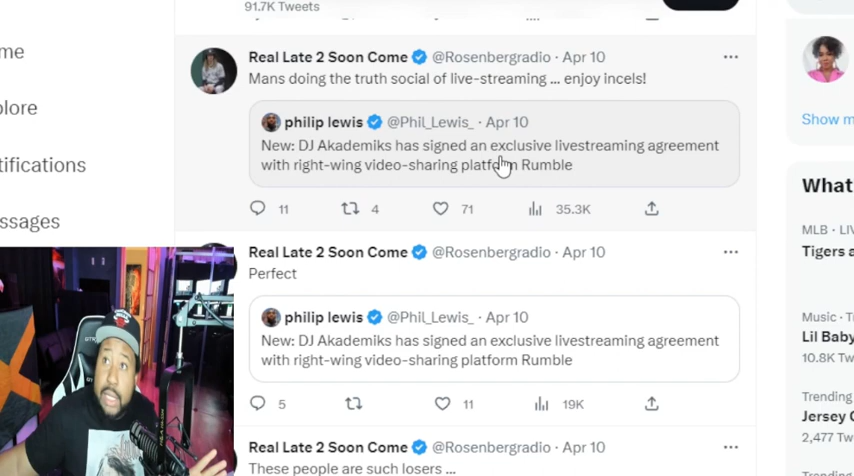 91.7K Tweets
me
plore
tifications
ssages
Real Late 2 Soon Come @Rosenbergradio · Apr 10
Mans doing the truth social of live-streaming ... enjoy incels!
philip lewis @Phil_Lewis_ · Apr 10
New: DJ Akademiks has signed an exclusive livestreaming agreement
with right-wing video-sharing platform Rumble
11 4 71 35.3K
Real Late 2 Soon Come @Rosenbergradio · Apr 10
Perfect
philip lewis @Phil_Lewis_ · Apr 10
New: DJ Akademiks has signed an exclusive livestreaming agreement
with right-wing video-sharing platform Rumble
5 11 19K
Real Late 2 Soon Come @Rosenbergradio · Apr 10
These people are such losers ...
Show m
What
MLB · LIV
Tigers a
Music · T
Lil Baby
10.8K Tw
Trending
Jersey C
2,477 Tw
Trending